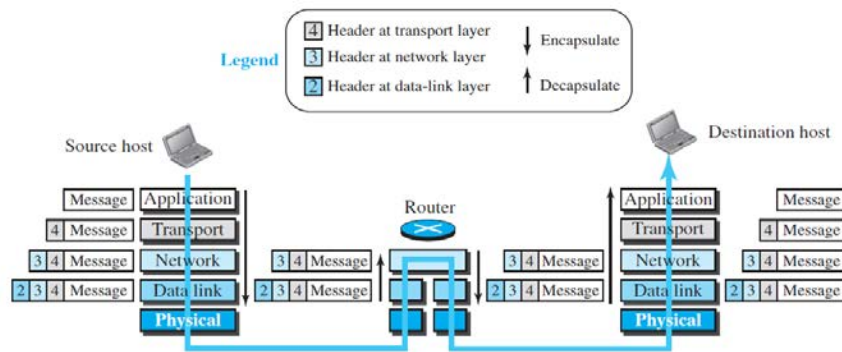 Legend
4 Header at transport layer
3 Header at network layer
2 Header at data-link layer
Encapsulate
Decapsulate
Source host
Destination host
Router
Message Application
4 Message Transport
3 4 Message Network
2 3 4 Message Data link
Physical
3 4 Message
2 3 4 Message
3 4 Message
2 3 4 Message
Application Message
Transport 4 Message
Network 3 4 Message
Data link 2 3 4 Message
Physical